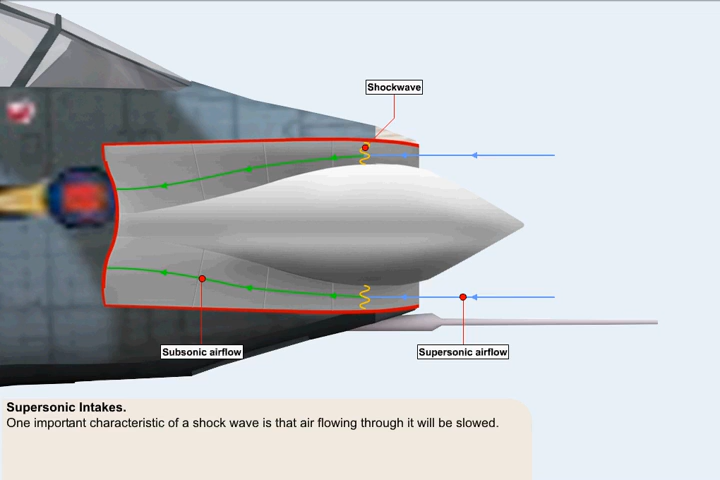 Shockwave
Subsonic airflow
Supersonic airflow
Supersonic Intakes.
One important characteristic of a shock wave is that air flowing through it will be slowed.